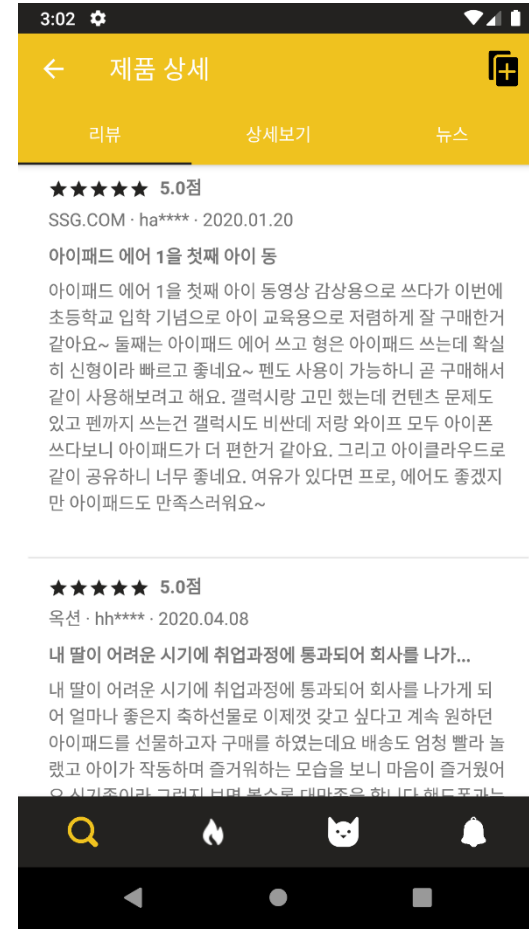 3:02
제품 상세
리뷰 상세보기 뉴스
★★★★★ 5.0점
SSG.COM · ha**** · 2020.01.20
아이패드 에어 1을 첫째 아이 동
아이패드 에어 1을 첫째 아이 동영상 감상용으로 쓰다가 이번에
초등학교 입학 기념으로 아이 교육용으로 저렴하게 잘 구매한거
같아요~ 둘째는 아이패드 에어 쓰고 형은 아이패드 쓰는데 확실
히 신형이라 빠르고 좋네요~ 펜도 사용이 가능하니 곧 구매해서
같이 사용해보려고 해요. 갤럭시랑 고민 했는데 컨텐츠 문제도
있고 펜까지 쓰는건 갤럭시도 비싼데 저랑 와이프 모두 아이폰
쓰다보니 아이패드가 더 편한거 같아요. 그리고 아이클라우드로
같이 공유하니 너무 좋네요. 여유가 있다면 프로, 에어도 좋겠지
만 아이패드도 만족스러워요~
★★★★★ 5.0점
옥션 · hh**** · 2020.04.08
내 딸이 어려운 시기에 취업과정에 통과되어 회사를 나가...
내 딸이 어려운 시기에 취업과정에 통과되어 회사를 나가게 되
어 얼마나 좋은지 축하선물로 이제껏 갖고 싶다고 계속 원하던
아이패드를 선물하고자 구매를 하였는데요 배송도 엄청 빨라 놀
랬고 아이가 작동하며 즐거워하는 모습을 보니 마음이 즐거웠어